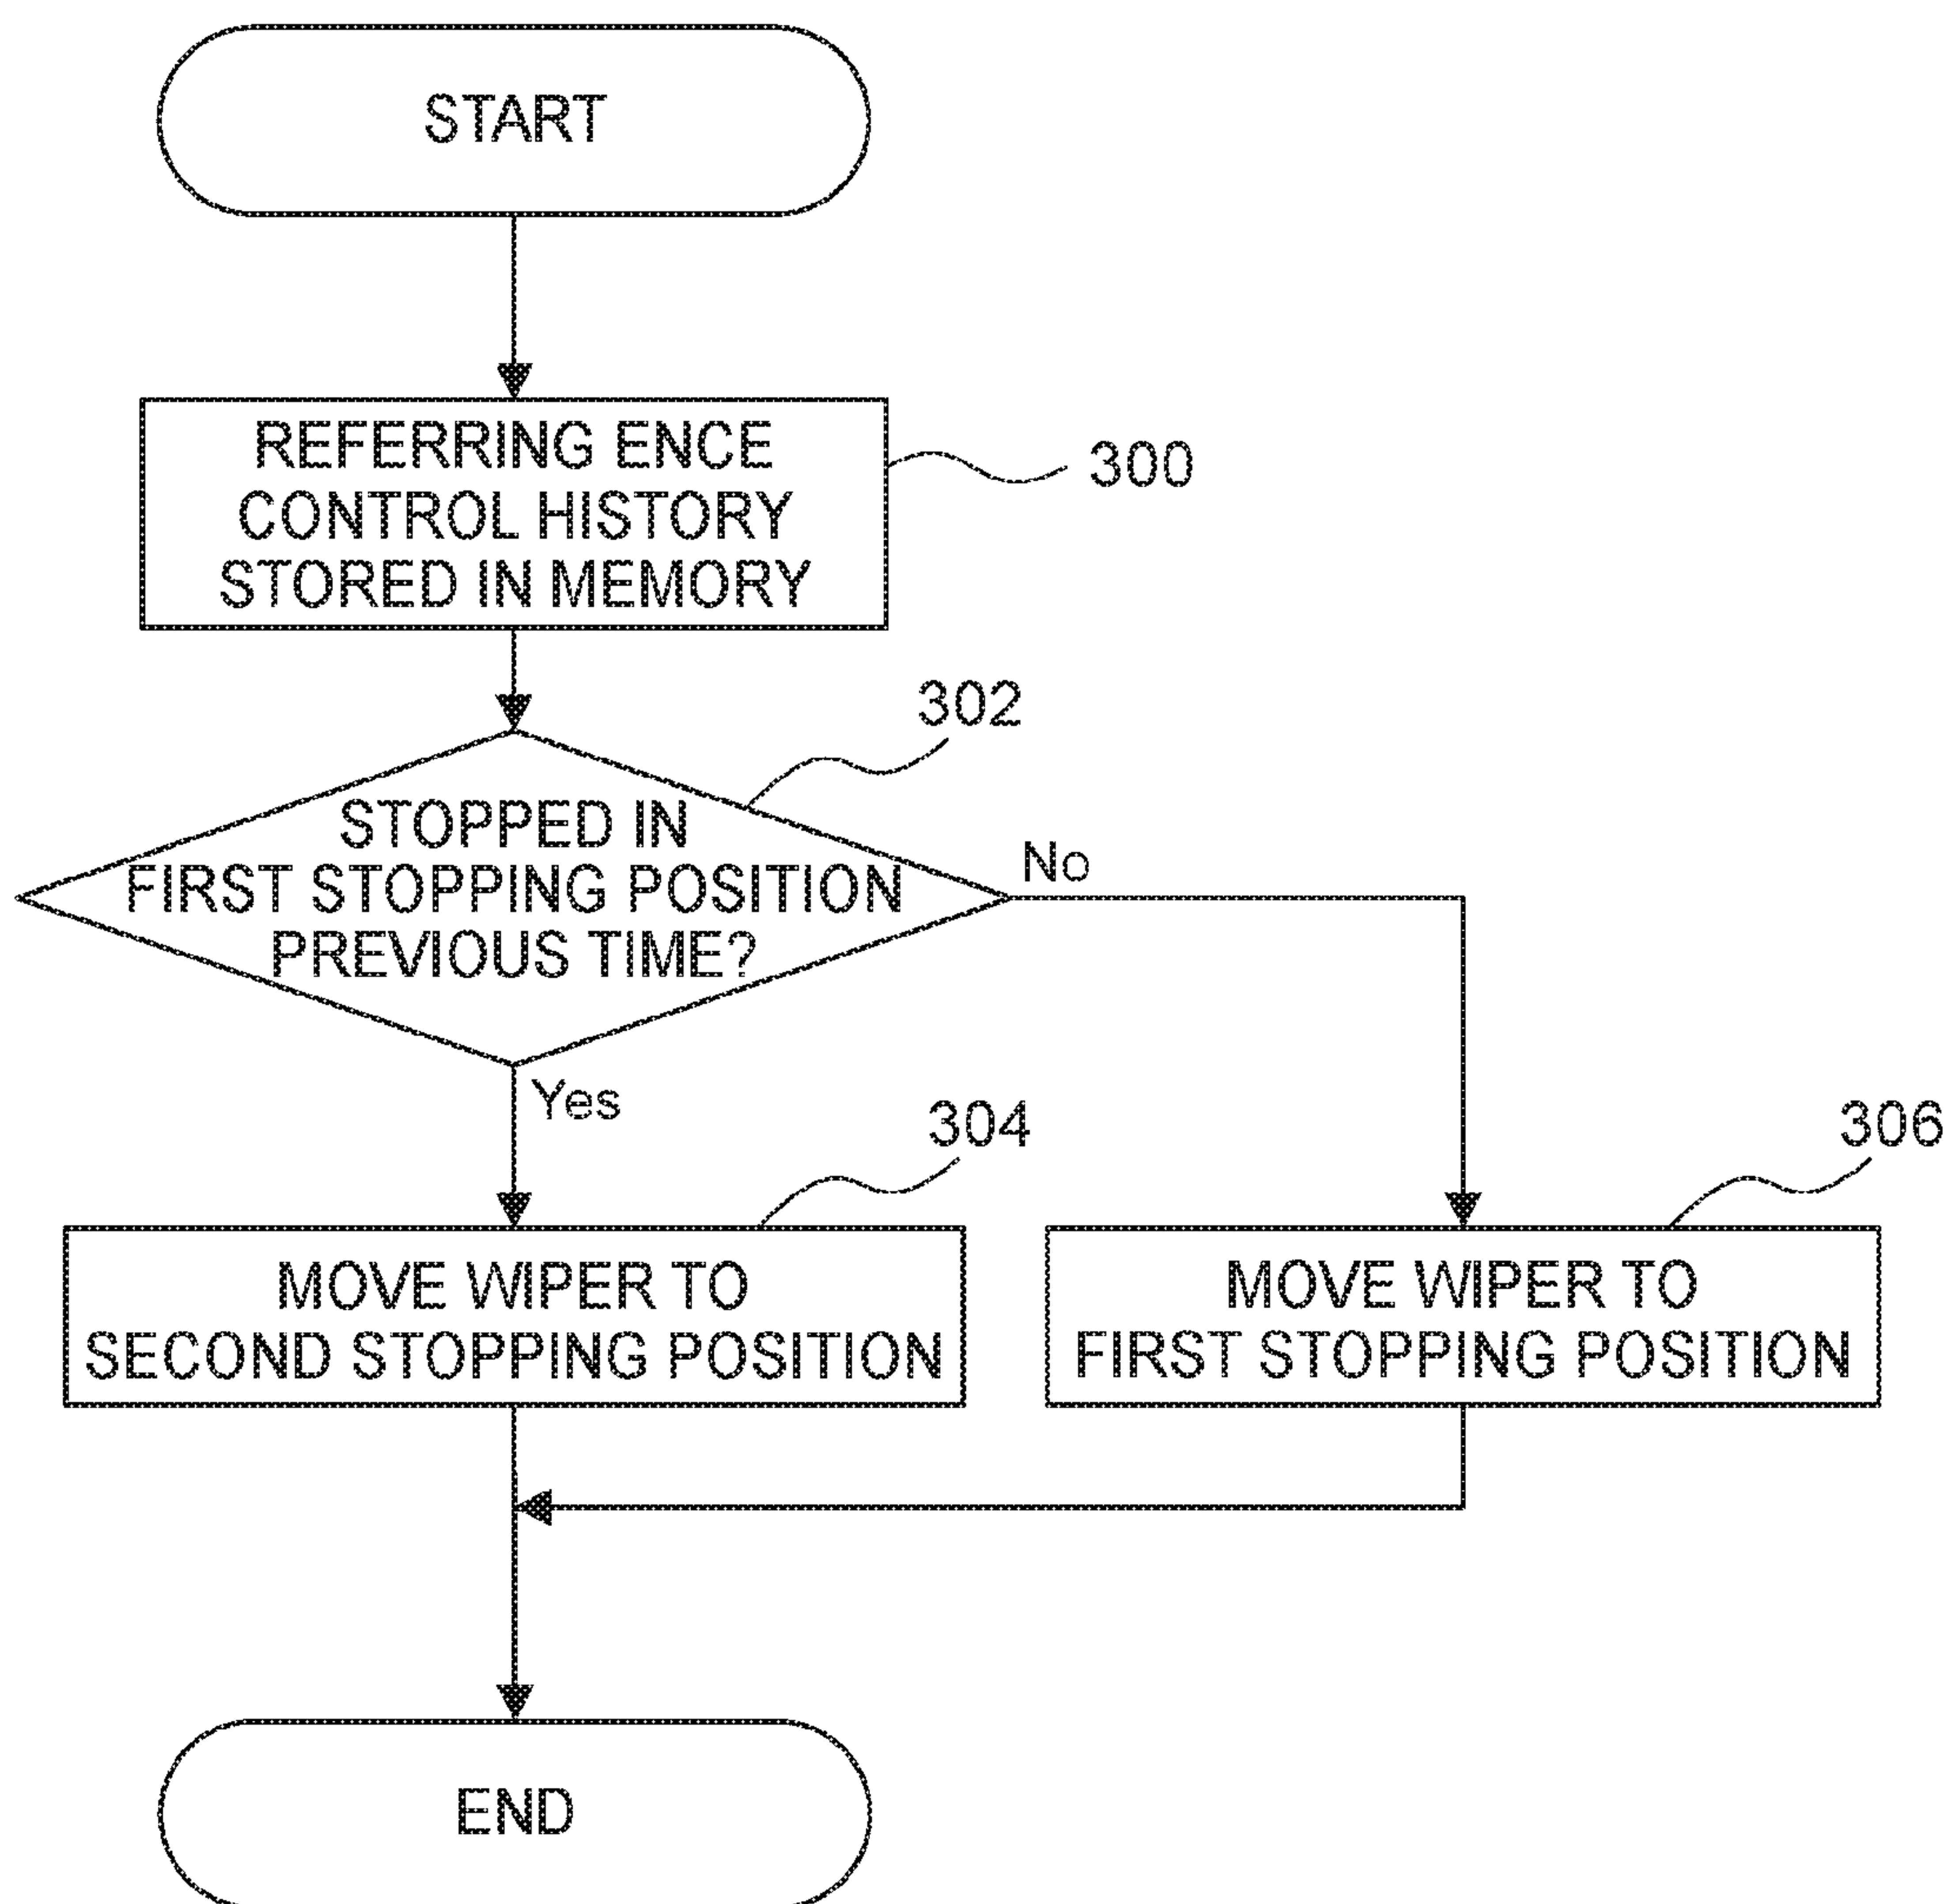 START
REFERRING ENCE
CONTROL HISTORY
STORED IN MEMORY
300
302
STOPPED IN
FIRST STOPPING POSITION
PREVIOUS TIME?
No
Yes
304
306
MOVE WIPER TO
SECOND STOPPING POSITION
MOVE WIPER TO
FIRST STOPPING POSITION
END